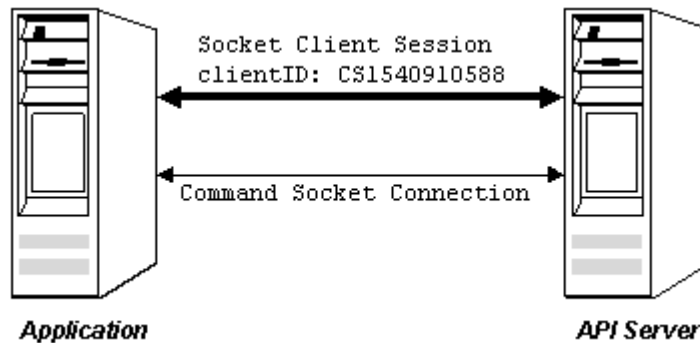 Socket Client Session
clientID: CS1540910588
Command Socket Connection
Application
API Server